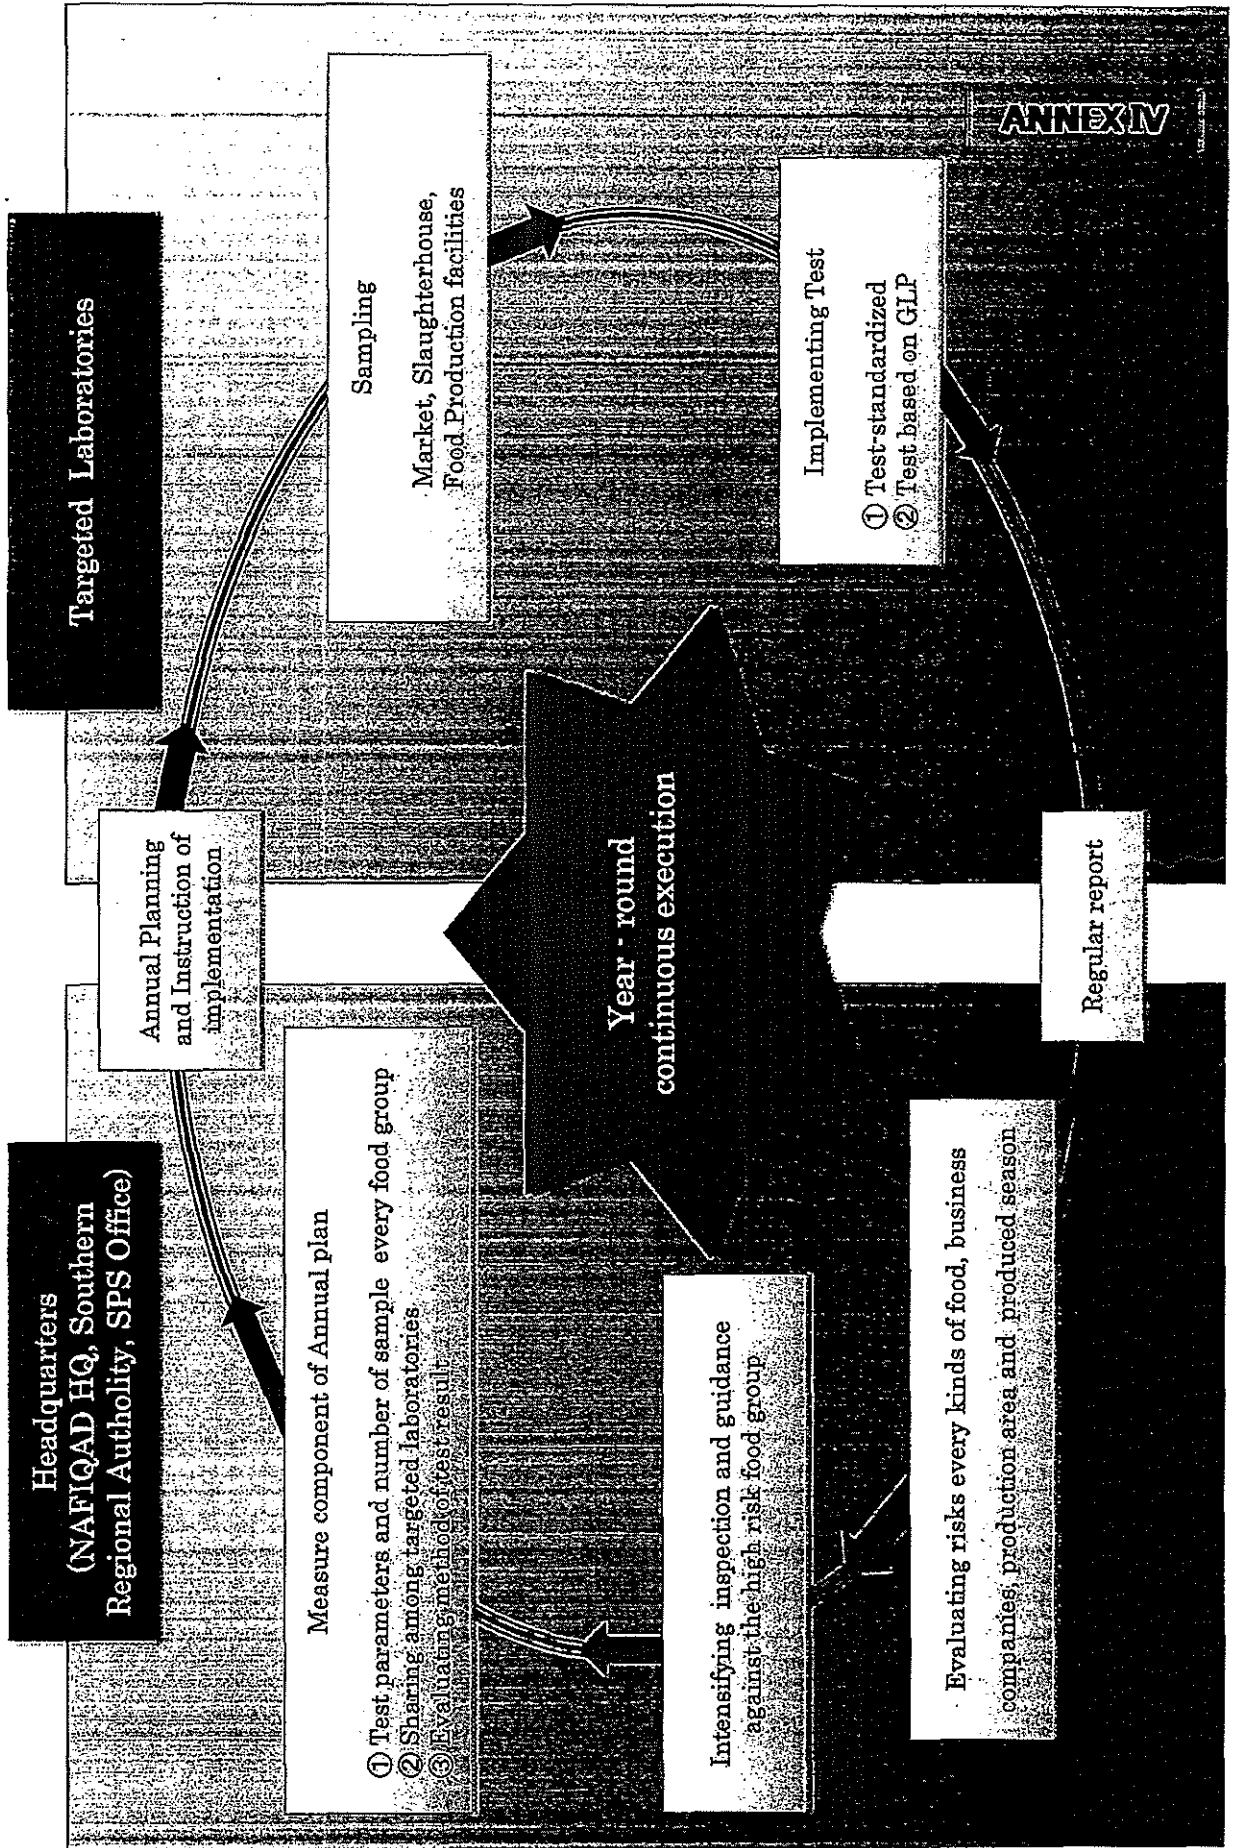 Headquarters
(NAFIQAD HQ, Southern
Regional Autholity, SPS Office)
Targeted Laboratories
Annual Planning
and Instruction of
implementation
Measure component of Annual plan
① Test parameters and number of sample every food group
② Sharing among targeted laboratories
③ Evaluating method of test result
Sampling
Market, Slaughterhouse,
Food Production facilities
Year - round
continuous execution
Intensifying inspection and guidance
against the high risk food group
Implementing Test
① Test-standardized
② Test based on GLP
Evaluating risks every kinds of food, business
companies, production area and produced season
Regular report
ANNEX IV